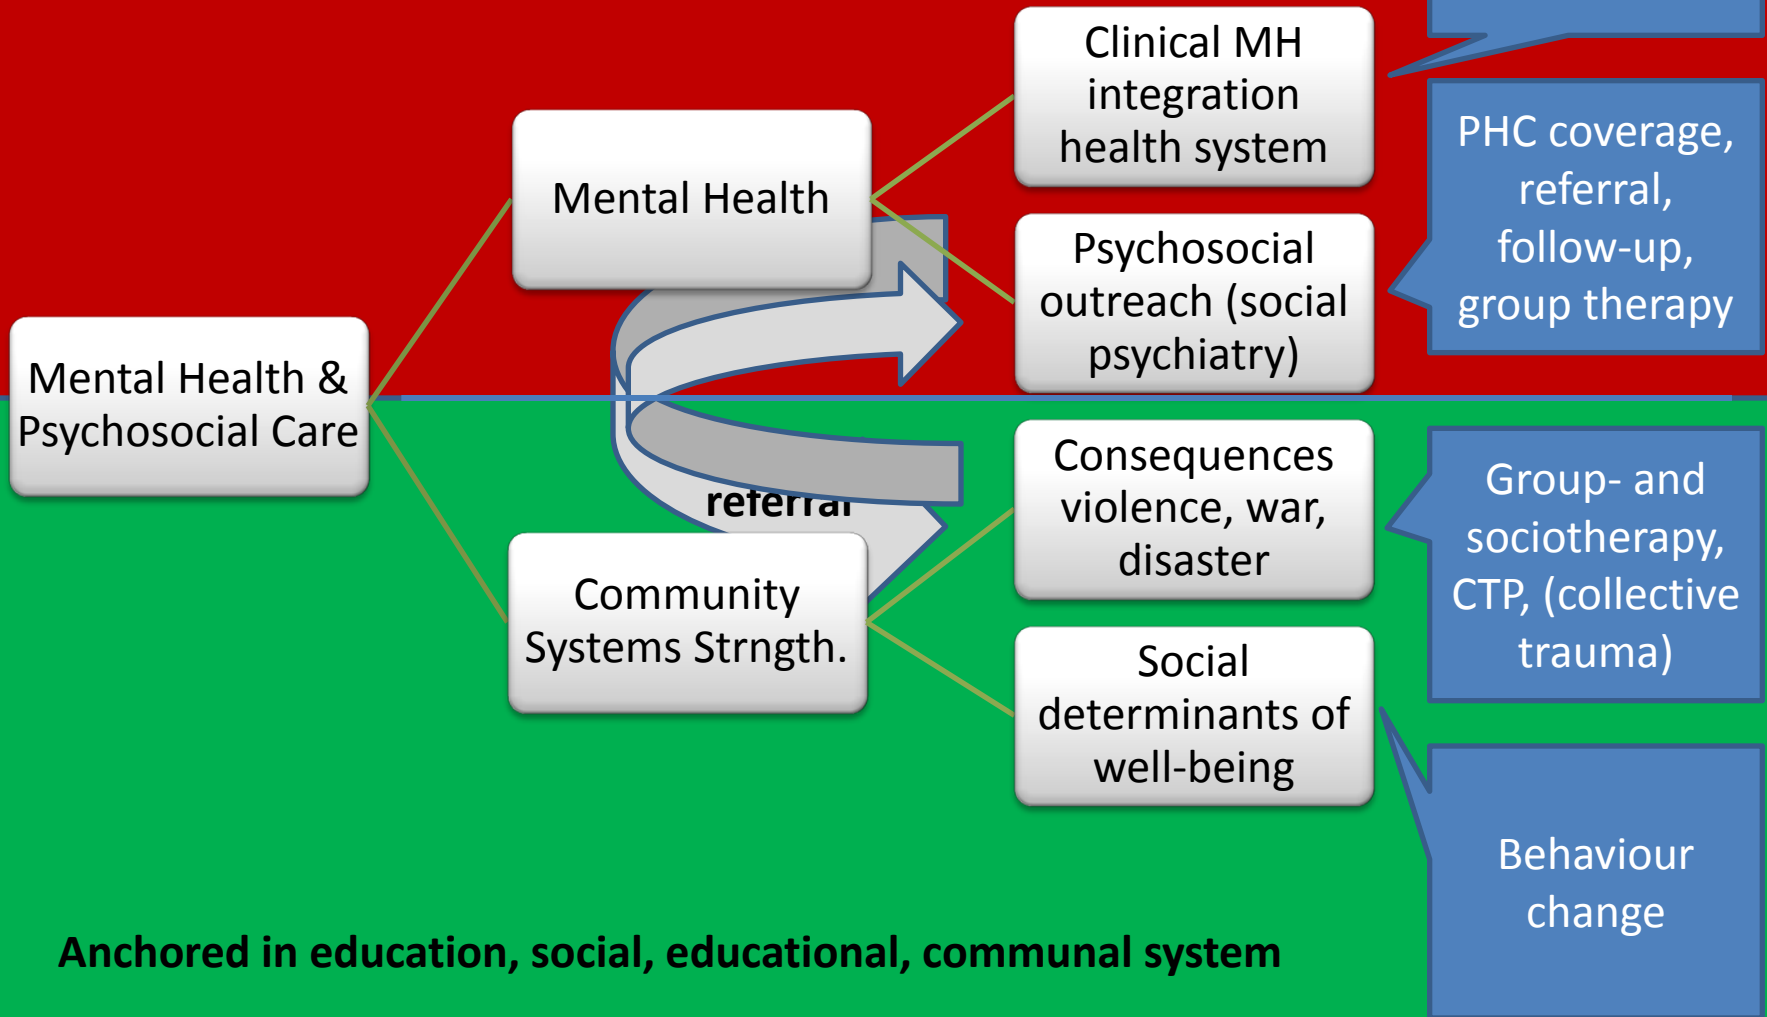 Mental Health &
Psychosocial Care
Mental Health
Clinical MH
integration
health system
Psychosocial
outreach (social
psychiatry)
PHC coverage,
referral,
follow-up,
group therapy
referral
Community
Systems Strngth.
Consequences
violence, war,
disaster
Social
determinants of
well-being
Group- and
sociotherapy,
CTP, (collective
trauma)
Behaviour
change
Anchored in education, social, educational, communal system